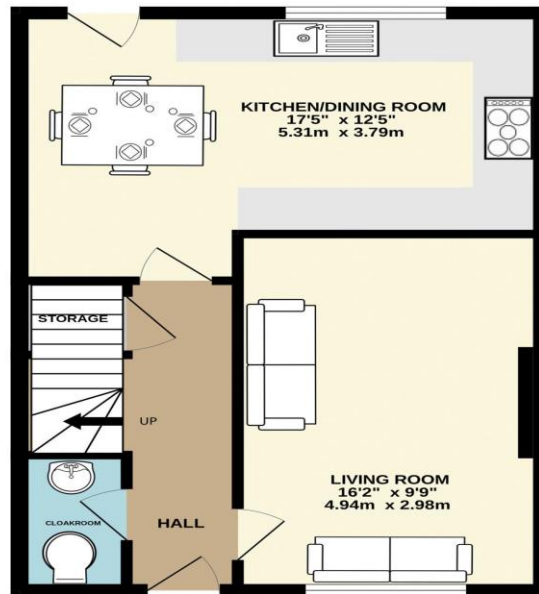 KITCHEN/DINING ROOM
17'5" x 12'5"
5.31m x 3.79m
STORAGE
UP
LIVING ROOM
16'2" x 9'9"
4.94m x 2.98m
CLOAKROOM
HALL